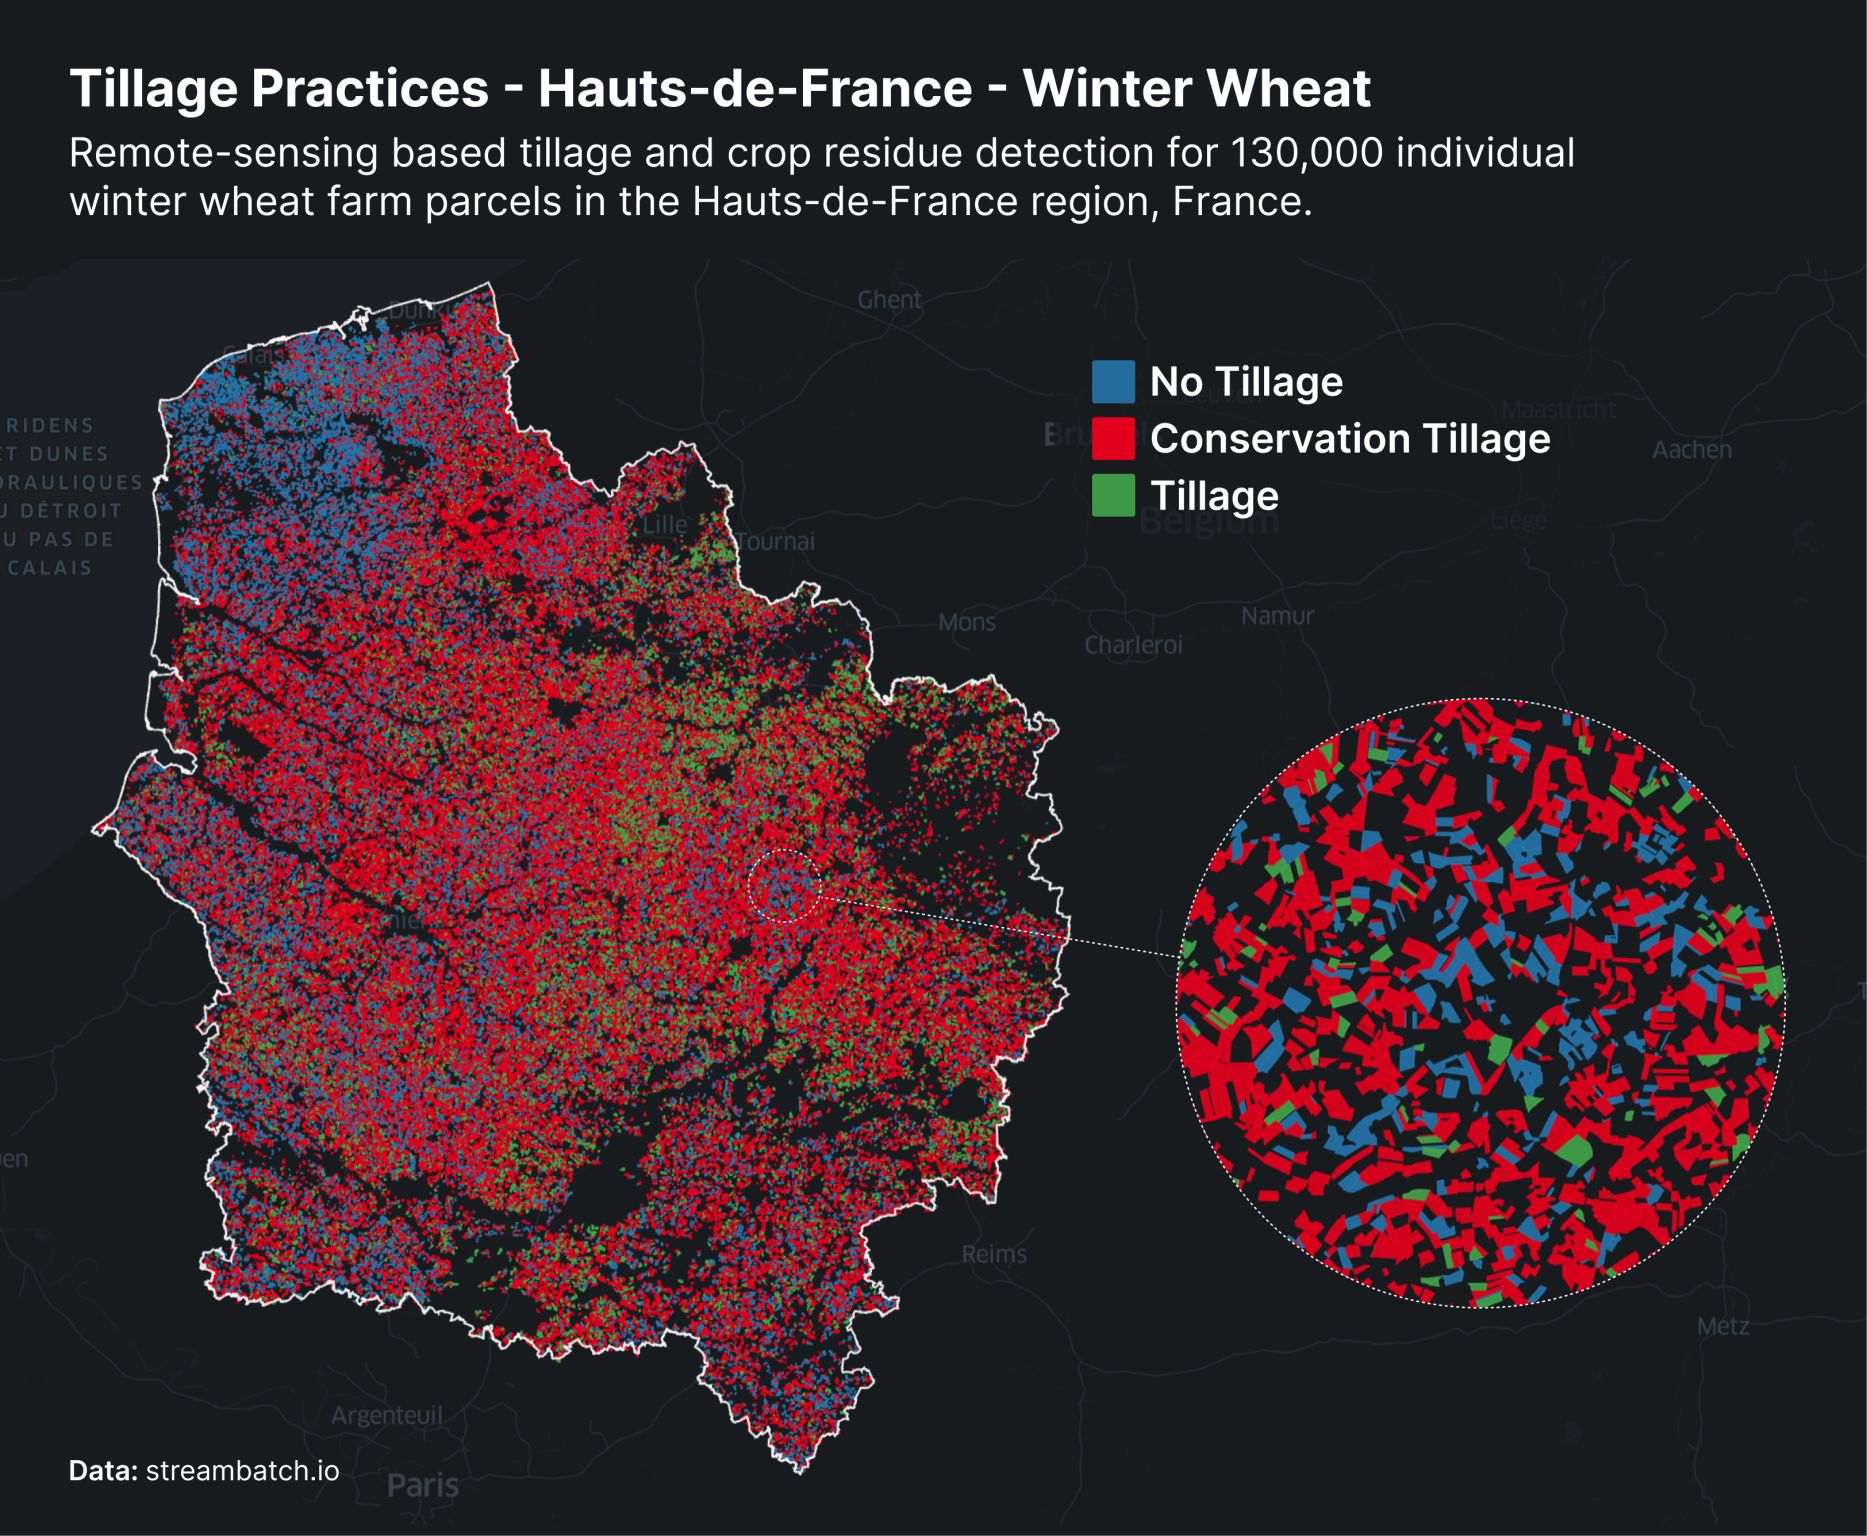 Tillage Practices - Hauts-de-France - Winter Wheat
Remote-sensing based tillage and crop residue detection for 130,000 individual
winter wheat farm parcels in the Hauts-de-France region, France.
Ghent
No Tillage
Conservation Tillage
Tillage
Maastricht
Aachen
Belgium
Liège
RIDENS
ET DUNES
DRAULIQUES
U DÉTROIT
U PAS DE
CALAIS
Lille
Tournai
Mons
Charleroi
Namur
Reims
Metz
Argenteuil
Paris
Data: streambatch.io